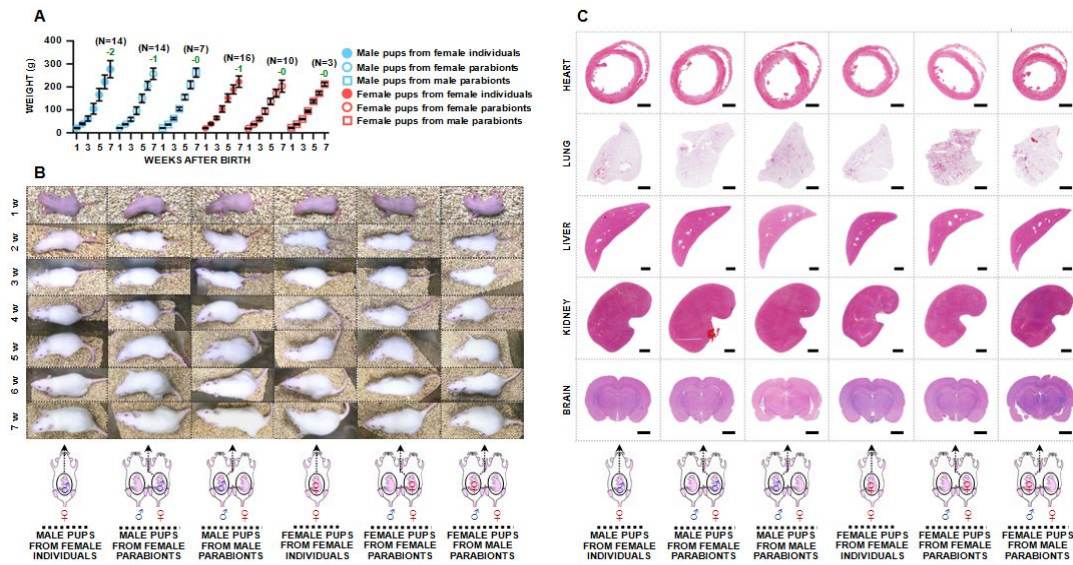 A
400
300
200
100
0
WEIGHT (g)
(N=14)
-2
(N=14)
-1
(N=7)
-0
(N=16)
-1
(N=10)
-0
(N=3)
-0
1 3 5 7 1 3 5 7 1 3 5 7 1 3 5 7 1 3 5 7 1 3 5 7
WEEKS AFTER BIRTH
Male pups from female individuals
Male pups from female parabionts
Male pups from male parabionts
Female pups from female individuals
Female pups from female parabionts
Female pups from male parabionts
B
1 w
2 w
3 w
4 w
5 w
6 w
7 w
♀
♂ ♀
♂ ♀
♀
♂ ♀
♂ ♀
MALE PUPS
FROM FEMALE
INDIVIDUALS
MALE PUPS
FROM FEMALE
PARABIONTS
MALE PUPS
FROM MALE
PARABIONTS
FEMALE PUPS
FROM FEMALE
INDIVIDUALS
FEMALE PUPS
FROM FEMALE
PARABIONTS
FEMALE PUPS
FROM MALE
PARABIONTS
C
HEART
LUNG
LIVER
KIDNEY
BRAIN
♀
♂ ♀
♂ ♀
♀
♂ ♀
♂ ♀
MALE PUPS
FROM FEMALE
INDIVIDUALS
MALE PUPS
FROM FEMALE
PARABIONTS
MALE PUPS
FROM MALE
PARABIONTS
FEMALE PUPS
FROM FEMALE
INDIVIDUALS
FEMALE PUPS
FROM FEMALE
PARABIONTS
FEMALE PUPS
FROM MALE
PARABIONTS